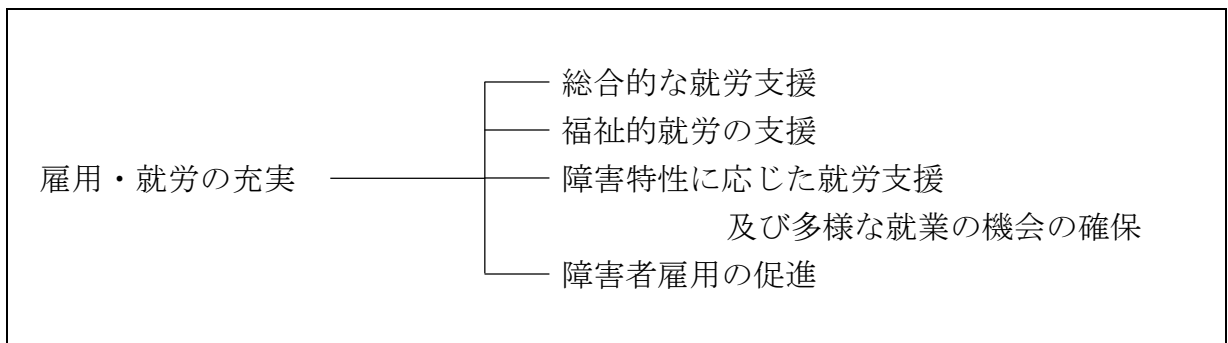 総合的な就労支援
福祉的就労の支援
雇用・就労の充実
障害特性に応じた就労支援
及び多様な就業の機会の確保
障害者雇用の促進